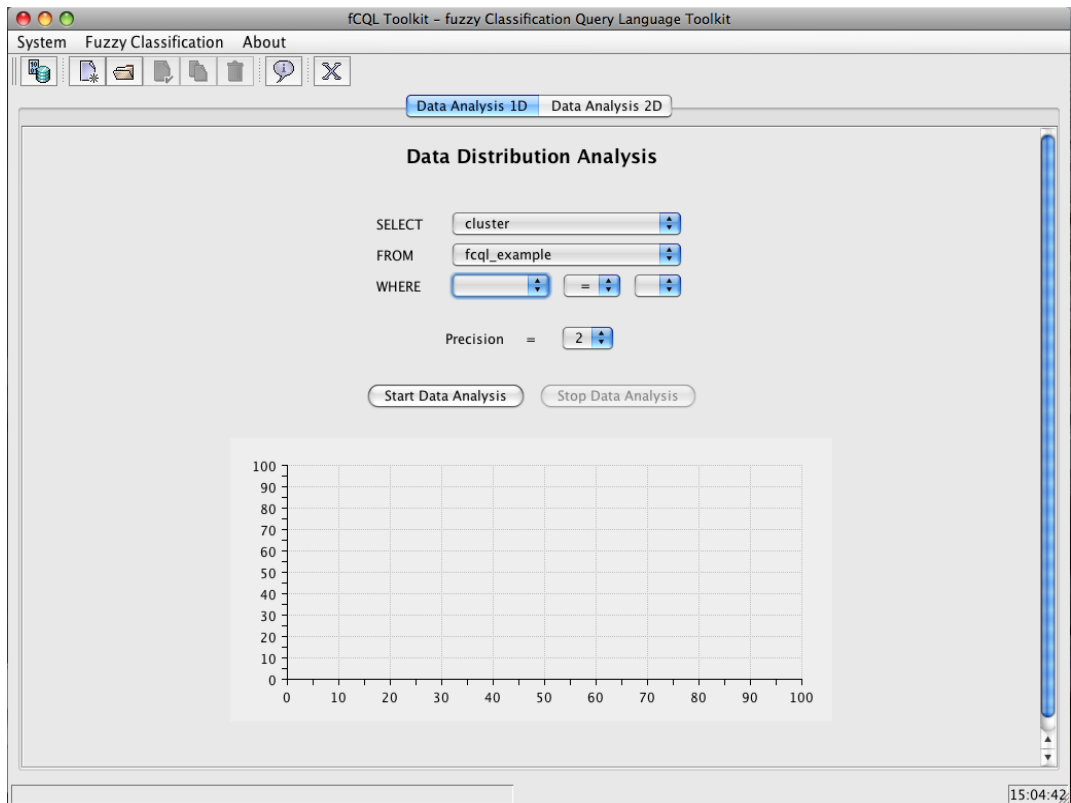 fCQL Toolkit – fuzzy Classification Query Language Toolkit
System Fuzzy Classification About
Data Analysis 1D Data Analysis 2D
Data Distribution Analysis
SELECT cluster
FROM fcql_example
WHERE =
Precision = 2
Start Data Analysis Stop Data Analysis
100
90
80
70
60
50
40
30
20
10
0
0 10 20 30 40 50 60 70 80 90 100
15:04:42